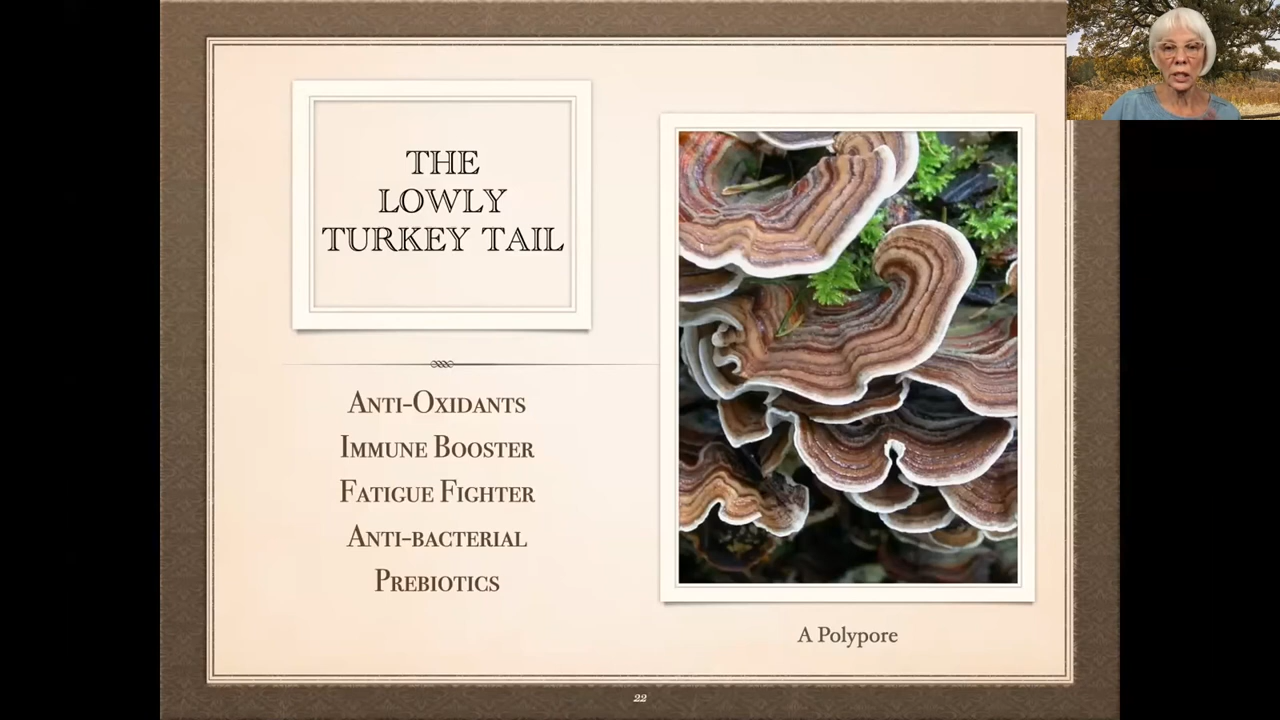 THE
LOWLY
TURKEY TAIL
Anti-Oxidants
Immune Booster
Fatigue Fighter
Anti-bacterial
Prebiotics
A Polypore
22